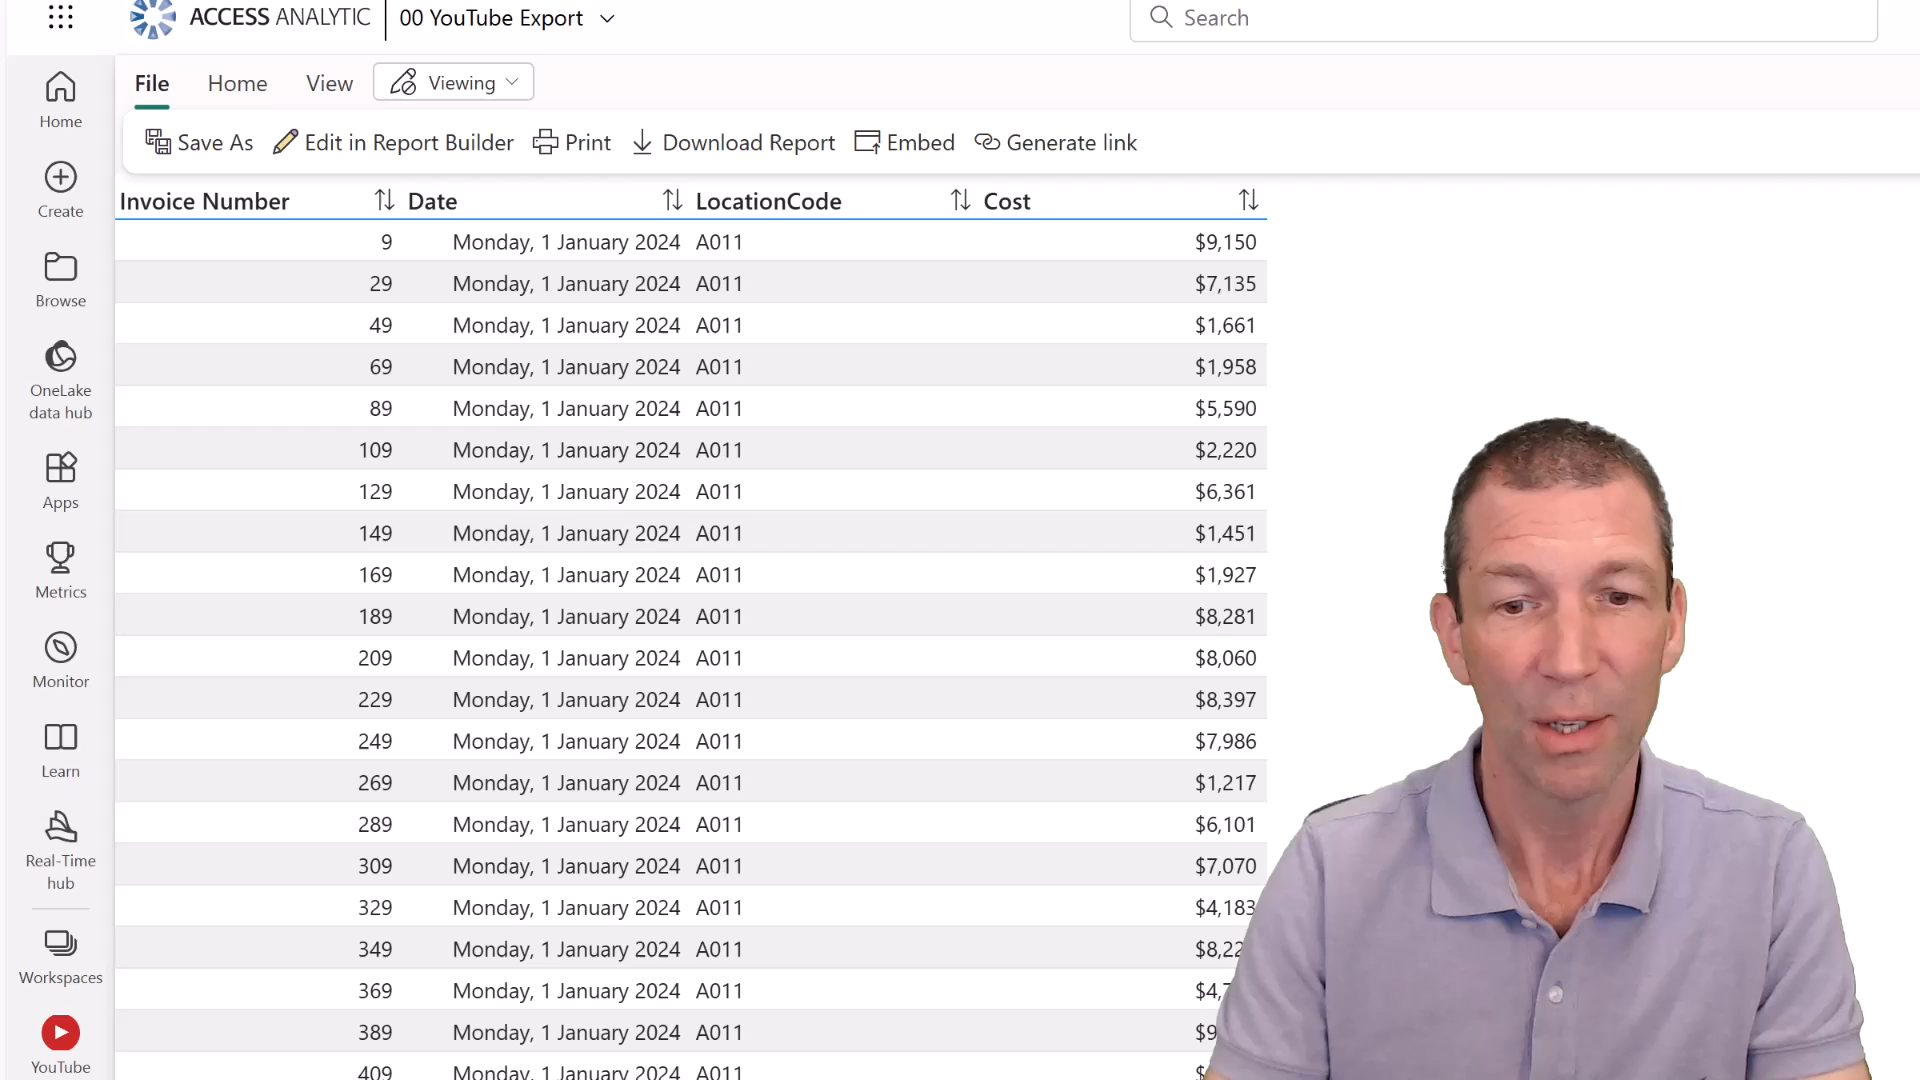 ACCESS ANALYTIC
00 YouTube Export
Search
File Home View Viewing
Save As Edit in Report Builder Print Download Report Embed Generate link
Home
Create
Browse
OneLake
data hub
Apps
Metrics
Monitor
Learn
Real-Time
hub
Workspaces
YouTube
Invoice Number Date LocationCode Cost
9 Monday, 1 January 2024 A011 $9,150
29 Monday, 1 January 2024 A011 $7,135
49 Monday, 1 January 2024 A011 $1,661
69 Monday, 1 January 2024 A011 $1,958
89 Monday, 1 January 2024 A011 $5,590
109 Monday, 1 January 2024 A011 $2,220
129 Monday, 1 January 2024 A011 $6,361
149 Monday, 1 January 2024 A011 $1,451
169 Monday, 1 January 2024 A011 $1,927
189 Monday, 1 January 2024 A011 $8,281
209 Monday, 1 January 2024 A011 $8,060
229 Monday, 1 January 2024 A011 $8,397
249 Monday, 1 January 2024 A011 $7,986
269 Monday, 1 January 2024 A011 $1,217
289 Monday, 1 January 2024 A011 $6,101
309 Monday, 1 January 2024 A011 $7,070
329 Monday, 1 January 2024 A011 $4,183
349 Monday, 1 January 2024 A011
369 Monday, 1 January 2024 A011
389 Monday, 1 January 2024 A011
409 Monday, 1 January 2024 A011